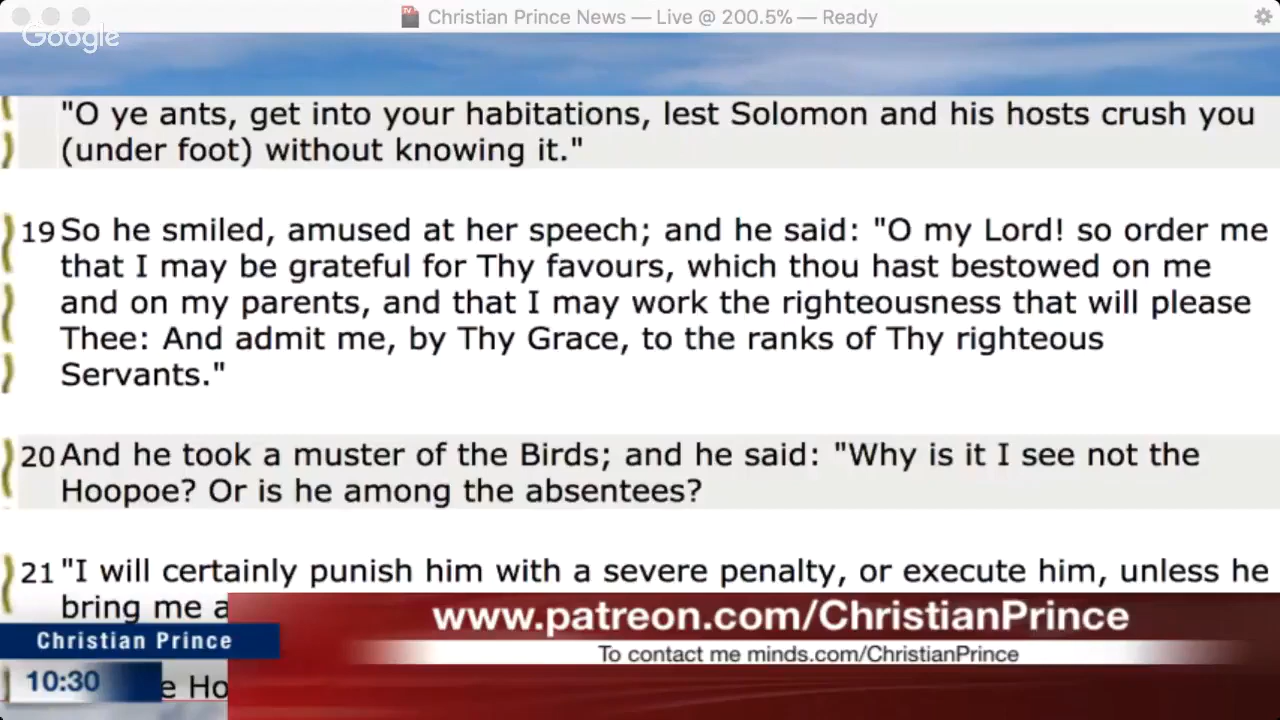 Christian Prince News — Live @ 200.5% — Ready
Google
"O ye ants, get into your habitations, lest Solomon and his hosts crush you
(under foot) without knowing it."
19 So he smiled, amused at her speech; and he said: "O my Lord! so order me
that I may be grateful for Thy favours, which thou hast bestowed on me
and on my parents, and that I may work the righteousness that will please
Thee: And admit me, by Thy Grace, to the ranks of Thy righteous
Servants."
20 And he took a muster of the Birds; and he said: "Why is it I see not the
Hoopoe? Or is he among the absentees?
21 "I will certainly punish him with a severe penalty, or execute him, unless he
bring me a
www.patreon.com/ChristianPrince
Christian Prince
To contact me minds.com/ChristianPrince
10:30
e Ho